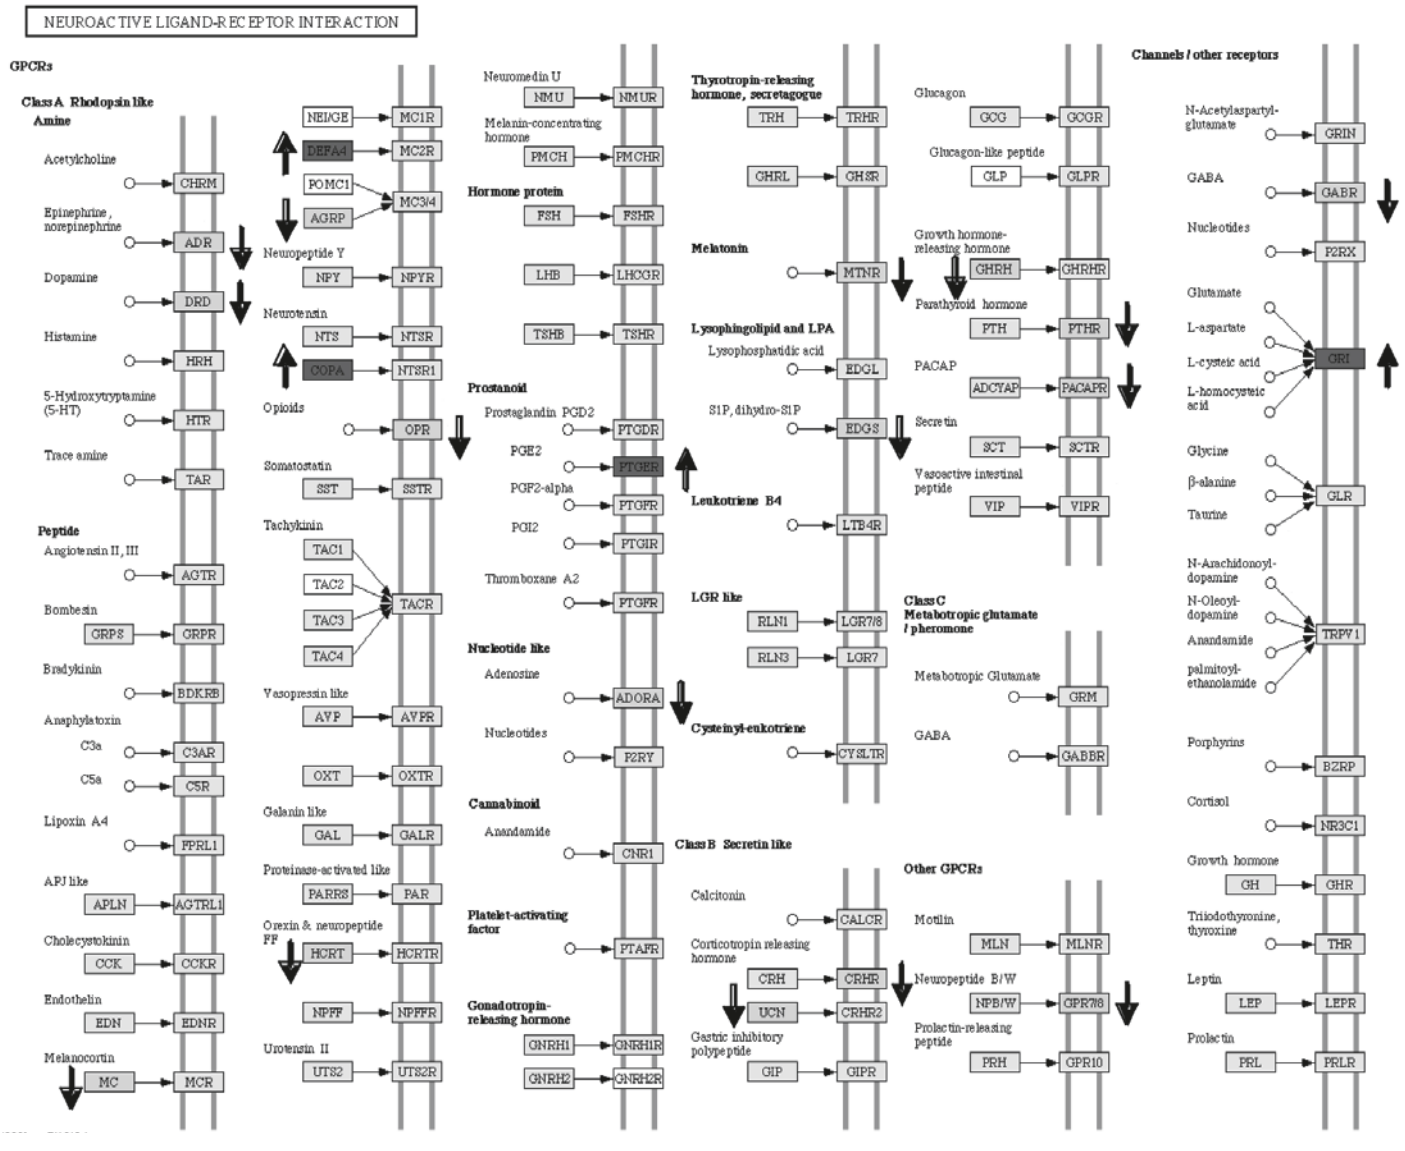 NEUROACTIVE LIGAND-RECEPTOR INTERACTION
GPCRs
Class A Rhodopsin like
Amine
Acetylcholine
CHRM
Epinephrine,
norepinephrine
ADR
Dopamine
DRD
Histamine
HRH
5-Hydroxytryptamine
(5-HT)
HTR
Trace amine
TAR
Peptide
Angiotensin II, III
AGTR
Bombesin
GRPS GRPR
Bradykinin
BDKRB
Anaphylatoxin
C3a
C3AR
C5a
C5R
Lipoxin A4
FPRL1
APJ like
APLN AGTRL1
Cholecystokinin
CCK CCKR
Endothelin
EDN EDNR
Melanocortin
MC MCR
NEI/GE MC1R
DEFA4 MC2R
POMC1
MC3/4
AGRP
Neuropeptide Y
NPY NPYR
Neurotensin
NTS NTSR
COPA NTSR1
Opioids
OPR
Somatostatin
SST SSTR
Tachykinin
TAC1
TAC2
TACR
TAC3
TAC4
Vasopressin like
AVP AVPR
OXT OXTR
Galanin like
GAL GALR
Proteinase-activated like
PARRS PAR
Orexin & neuropeptide
FF
HCRT HCRTR
NPFF NPFFR
Urotensin II
UTS2 UTS2R
Neuromedin U
NMU NMUR
Melanin-concentrating
hormone
PMCH PMCHR
Hormone protein
FSH FSHR
LHB LHCGR
TSHB TSHR
Prostanoid
Prostaglandin PGD2
PTGDR
PGE2
PTGER
PGF2-alpha
PTGFR
PGI2
PTGIR
Thromboxane A2
PTGFR
Nucleotide like
Adenosine
ADORA
Nucleotides
P2RY
Cannabinoid
Anandamide
CNR1
Platelet-activating
factor
PTAFR
Gonadotropin-
releasing hormone
GNRH1 GNRH1R
GNRH2 GNRH2R
Thyrotropin-releasing
hormone, secretagogue
TRH TRHR
GHRL GHSR
Melatonin
MTNR
Lysophingolipid and LPA
Lysophosphatidic acid
EDGL
S1P, dihydro-S1P
EDGS
Leukotriene B4
LTB4R
LGR like
RLN1 LGR7/8
RLN3 LGR7
Cysteinyl-eukotriene
CYSLTR
Class B Secretin like
Calcitonin
CALCR
Corticotropin releasing
hormone
CRH CRHR
UCN CRHR2
Gastric inhibitory
polypeptide
GIP GIPR
Glucagon
GCG GCGR
Glucagon-like peptide
GLP GLPR
Growth hormone-
releasing hormone
GHRH GHRHR
Parathyroid hormone
PTH PTHR
PACAP
ADCYAP PACAPR
Secretin
SCT SCTR
Vasoactive intestinal
peptide
VIP VIPR
Class C
Metabotropic glutamate
/ pheromone
Metabotropic Glutamate
GRM
GABA
GABBR
Other GPCRs
Motilin
MLN MLNR
Neuropeptide B/W
NPB/W GPR7/8
Prolactin-releasing
peptide
PRH GPR10
Channels / other receptors
N-Acetylaspartyl-
glutamate
GRIN
GABA
GABR
Nucleotides
P2RX
Glutamate
L-aspartate
L-cysteic acid
GRI
L-homocysteic
acid
Glycine
β-alanine
GLR
Taurine
N-Arachidonoyl-
dopamine
N-Oleoyl-
dopamine
TRPV1
Anandamide
palmitoyl-
ethanolamide
Porphyrins
BZRP
Cortisol
NR3C1
Growth hormone
GH GHR
Triiodothyronine,
thyroxine
THR
Leptin
LEP LEPR
Prolactin
PRL PRLR